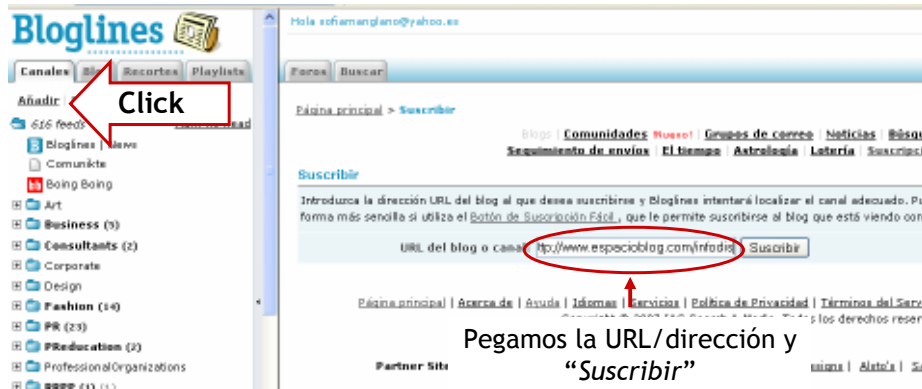 Bloglines
Hola sofiamanglano@yahoo.es
Canales Recortes Playlists
Foros Buscar
Añadir
Click
616 feeds
Página principal > Suscribir
Bloglines | News
Blogs | Comunidades Nuevo! | Grupos de correo | Noticias |
Seguimiento de envíos | El tiempo | Astrología | Lotería |
Comunikte
Suscribir
Boing Boing
Art
Introduzca la dirección URL del blog al que desea suscribirse y Bloglines intentará localizar el canal adecuado.
forma más sencilla si utiliza el Botón de Suscripción Fácil, que le permite suscribirse al blog que está viendo
Business (5)
URL del blog o canal ttp://www.espacioblog.com/infodis Suscribir
Consultants (2)
Corporate
Design
Fashion (14)
Página principal | Acerca de | Ayuda | Idiomas | Servicios | Política de Privacidad | Términos del
los derechos
PR (23)
Pegamos la URL/dirección y
“Suscribir”
PReducation (2)
ProfessionalOrganizations
Partner
RRPP (1) (1)